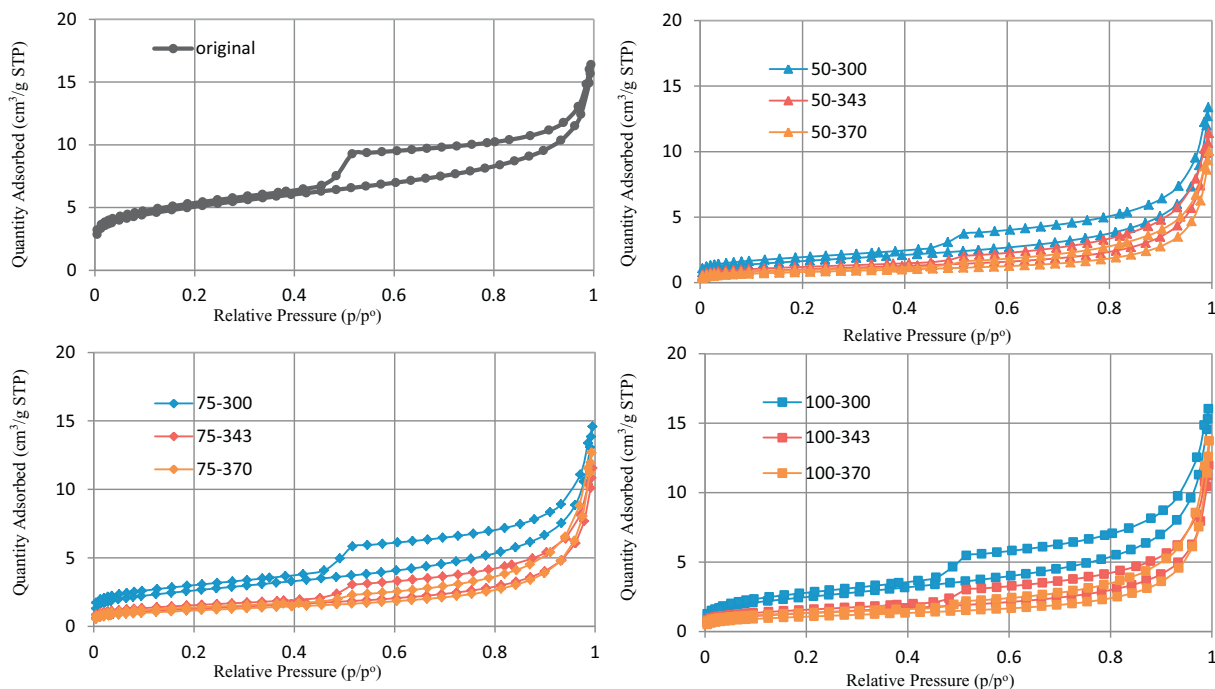 Quantity Adsorbed (cm³/g STP)
20
15
10
5
0
original
0 0.2 0.4 0.6 0.8 1
Relative Pressure (p/pᵒ)
Quantity Adsorbed (cm³/g STP)
20
15
10
5
0
50-300
50-343
50-370
0 0.2 0.4 0.6 0.8 1
Relative Pressure (p/pᵒ)
Quantity Adsorbed (cm³/g STP)
20
15
10
5
0
75-300
75-343
75-370
0 0.2 0.4 0.6 0.8 1
Relative Pressure (p/pᵒ)
Quantity Adsorbed (cm³/g STP)
20
15
10
5
0
100-300
100-343
100-370
0 0.2 0.4 0.6 0.8 1
Relative Pressure (p/pᵒ)